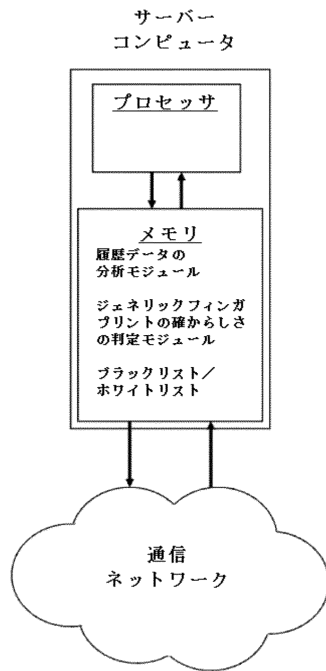 サーバー
コンピュータ
プロセッサ
メモリ
履歴データの
分析モジュール
ジェネリックフィンガ
プリントの確からしさ
の判定モジュール
ブラックリスト／
ホワイトリスト
通信
ネットワーク